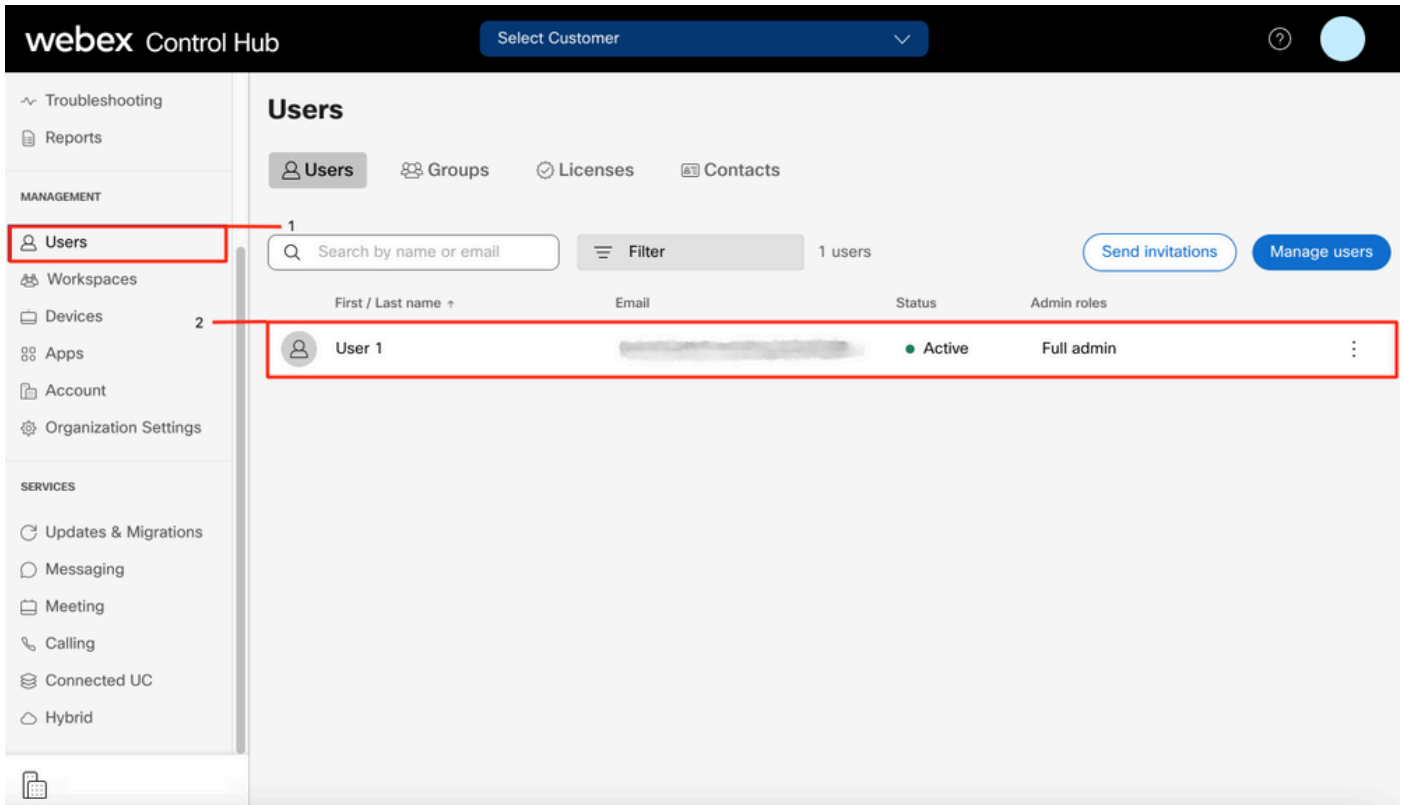 webex Control Hub
Select Customer
Troubleshooting
Reports
MANAGEMENT
Users
Workspaces
Devices
Apps
Account
Organization Settings
SERVICES
Updates & Migrations
Messaging
Meeting
Calling
Connected UC
Hybrid
1
2
Users
Users Groups Licenses Contacts
Search by name or email Filter 1 users Send invitations Manage users
First / Last name ↑ Email Status Admin roles
User 1 Active Full admin